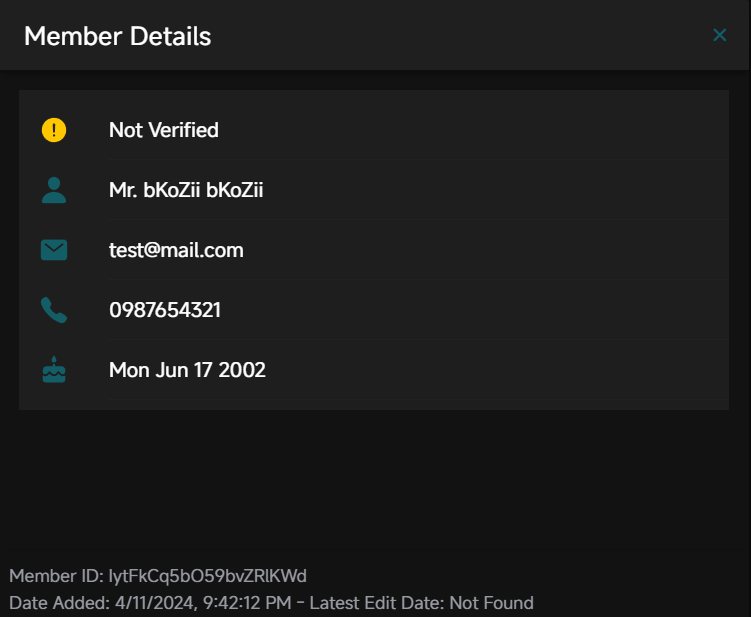 Member Details
Not Verified
Mr. bKoZii bKoZii
test@mail.com
0987654321
Mon Jun 17 2002
Member ID: IytFkCq5bO59bvZRlKWd
Date Added: 4/11/2024, 9:42:12 PM - Latest Edit Date: Not Found